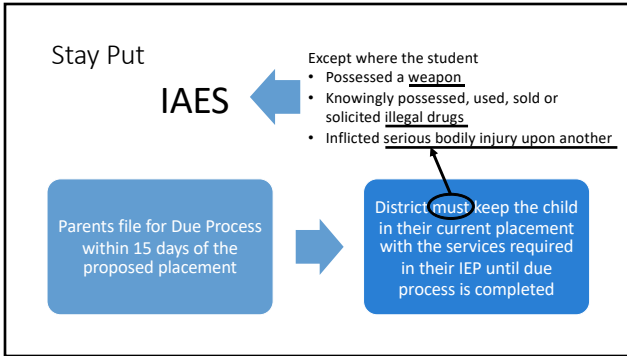 Stay Put
IAES
Except where the student
• Possessed a weapon
• Knowingly possessed, used, sold or
solicited illegal drugs
• Inflicted serious bodily injury upon another
Parents file for Due Process
within 15 days of the
proposed placement
District must keep the child
in their current placement
with the services required
in their IEP until due
process is completed